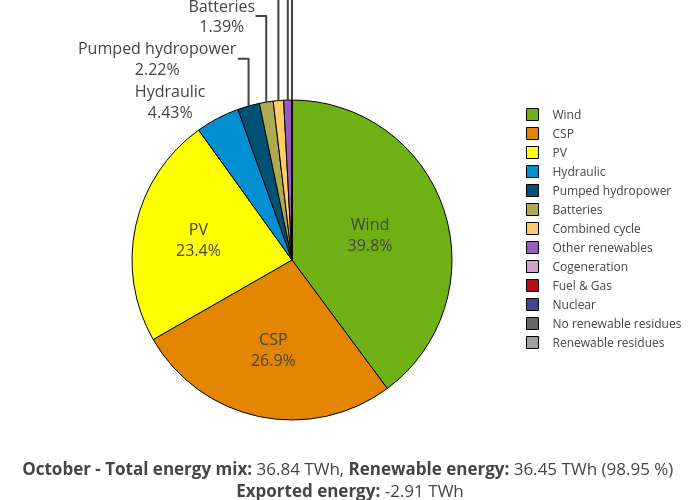 Batteries
1.39%
Pumped hydropower
2.22%
Hydraulic
4.43%
Wind
39.8%
PV
23.4%
CSP
26.9%
Wind
CSP
PV
Hydraulic
Pumped hydropower
Batteries
Combined cycle
Other renewables
Cogeneration
Fuel & Gas
Nuclear
No renewable residues
Renewable residues
October - Total energy mix: 36.84 TWh, Renewable energy: 36.45 TWh (98.95 %)
Exported energy: -2.91 TWh